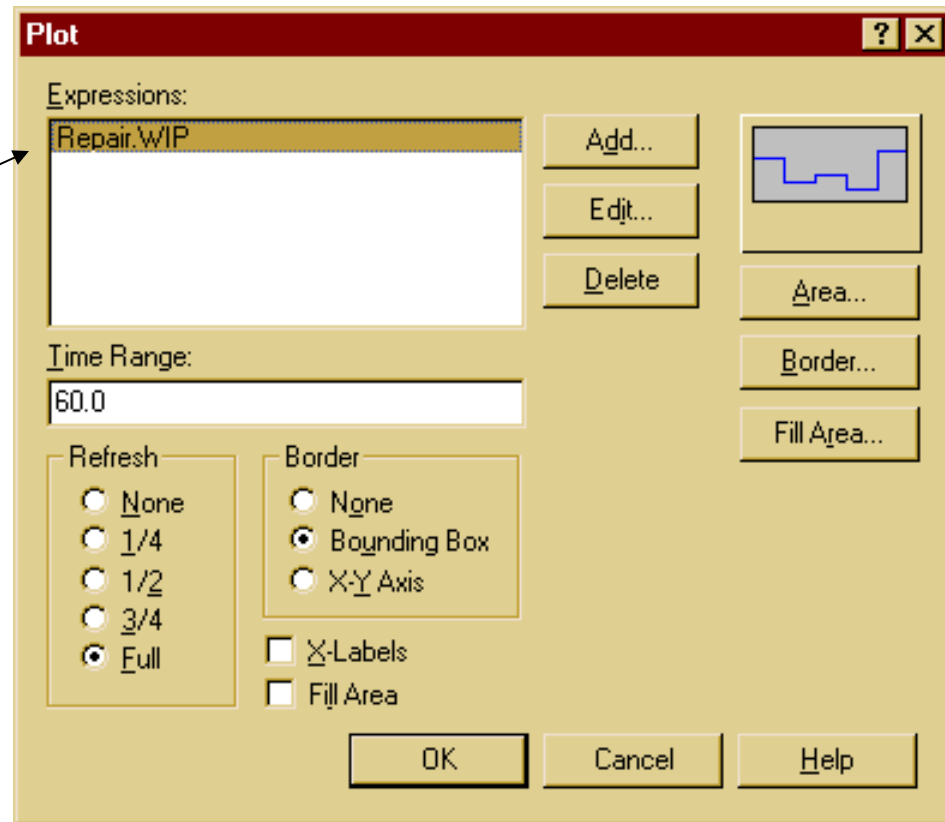 Plot
?
Expressions:
Repair.WIP
Add...
Edit...
Delete
Area...
Border...
Fill Area...
Time Range:
60.0
Refresh
None
1/4
1/2
3/4
Full
Border
None
Bounding Box
X-Y Axis
X-Labels
Fill Area
OK
Cancel
Help